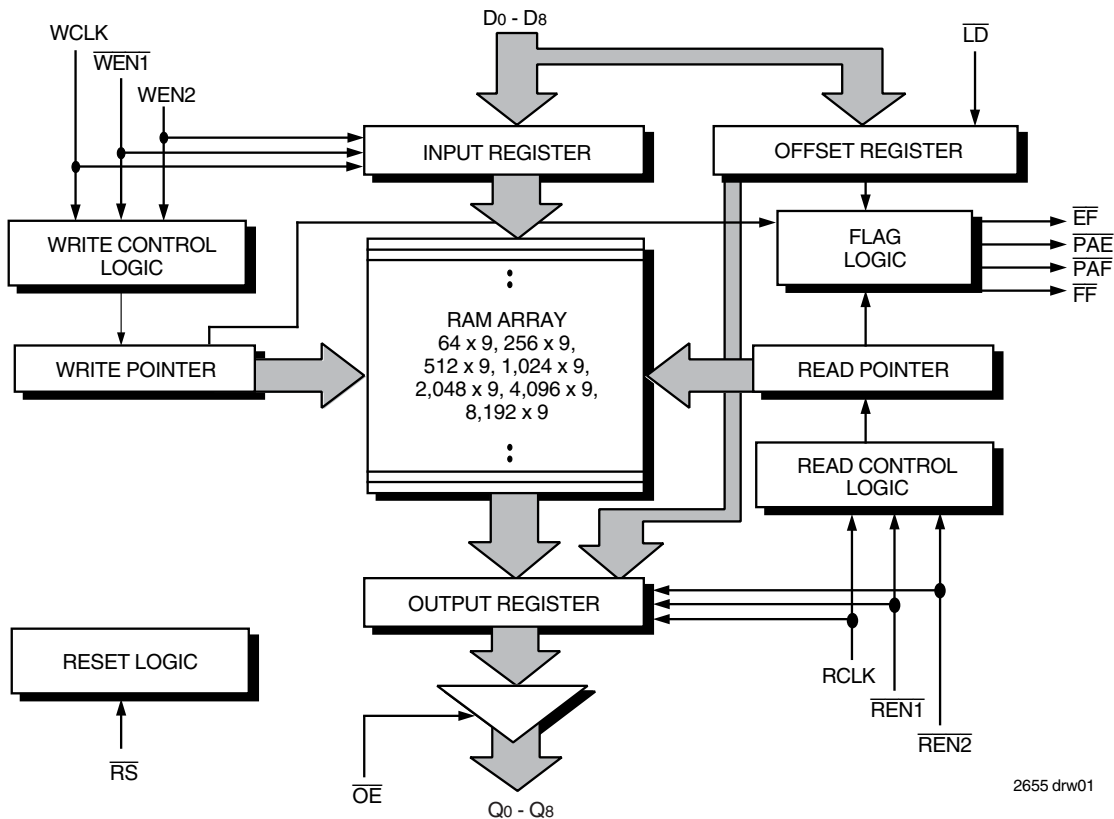 D0 - D8
WCLK
WEN1
WEN2
LD
INPUT REGISTER
OFFSET REGISTER
WRITE CONTROL
LOGIC
FLAG
LOGIC
EF
PAE
PAF
FF
RAM ARRAY
64 x 9, 256 x 9,
512 x 9, 1,024 x 9,
2,048 x 9, 4,096 x 9,
8,192 x 9
WRITE POINTER
READ POINTER
READ CONTROL
LOGIC
OUTPUT REGISTER
RESET LOGIC
RCLK
REN1
REN2
RS
OE
Q0 - Q8
2655 drw01